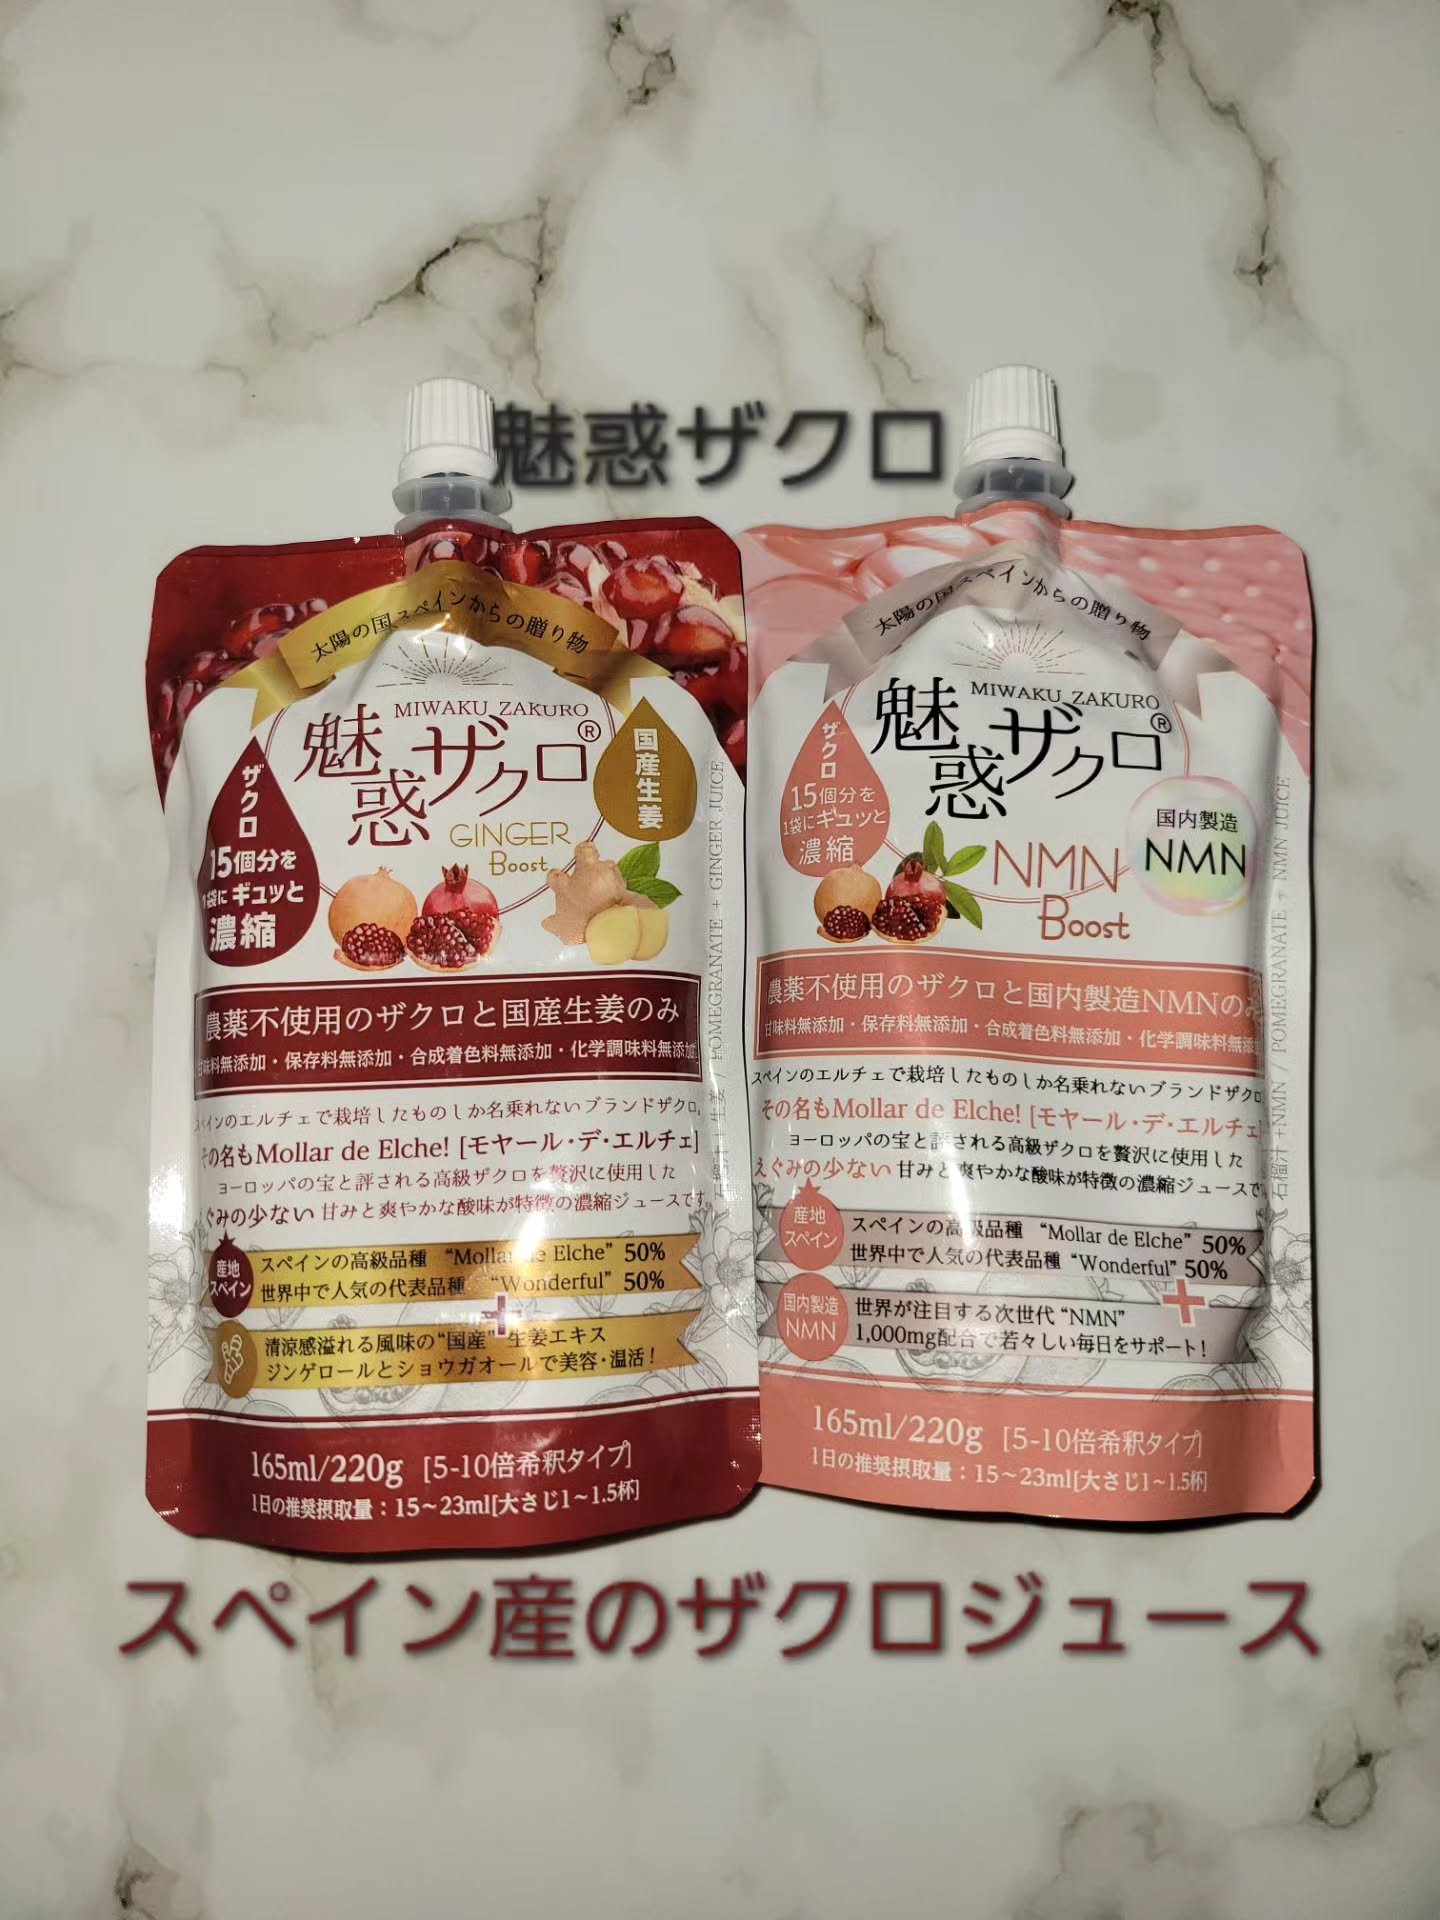 魅惑ザクロ
太陽の国スペインからの贈り物
MIWAKU ZAKURO
魅惑ザクロ®
GINGER
Boost
ザクロ
15個分を
1袋にギュッと
濃縮
国産生姜
農薬不使用のザクロと国産生姜のみ
甘味料無添加・保存料無添加・合成着色料無添加・化学調味料無添加
スペインのエルチェで栽培したものしか名乗れないブランドザクロ。
その名もMollar de Elche! [モヤール・デ・エルチェ]
ヨーロッパの宝と評される高級ザクロを贅沢に使用した
ぐみの少ない 甘みと爽やかな酸味が特徴の濃縮ジュースです
産地
スペイン
スペインの高級品種 “Mollar de Elche” 50%
世界中で人気の代表品種 “Wonderful” 50%
+
清涼感溢れる風味の“国産”生姜エキス
ジンゲロールとショウガオールで美容・温活!
165ml/220g [5-10倍希釈タイプ]
1日の推奨摂取量:15~23ml[大さじ1~1.5杯]
生姜 / POMEGRANATE + GINGER JUICE
太陽の国スペインからの贈り物
MIWAKU ZAKURO
魅惑ザクロ®
NMN
Boost
ザクロ
15個分を
1袋にギュッと
濃縮
国内製造
NMN
農薬不使用のザクロと国内製造NMNのみ
甘味料無添加・保存料無添加・合成着色料無添加・化学調味料無添
スペインのエルチェで栽培したものしか名乗れないブランドザクロ
その名もMollar de Elche! [モヤール・デ・エルチェ]
ヨーロッパの宝と評される高級ザクロを贅沢に使用した
えぐみの少ない 甘みと爽やかな酸味が特徴の濃縮ジュースで
産地
スペイン
スペインの高級品種 “Mollar de Elche” 50%
世界中で人気の代表品種 “Wonderful” 50%
+
国内製造
NMN
世界が注目する次世代“NMN”
1,000mg配合で若々しい毎日をサポート!
165ml/220g [5-10倍希釈タイプ]
1日の推奨摂取量:15~23ml[大さじ1~1.5杯]
石榴汁+NMN / POMEGRANATE + NMN JUICE
スペイン産のザクロジュース